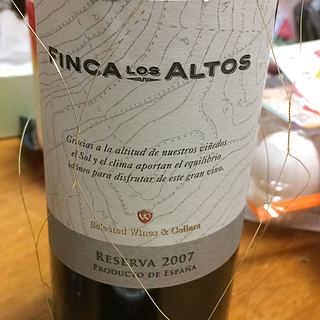 FINCA LOS ALTOS
Gracias a la altitud de nuestros viñedos
el Sol y el clima aportan el equilibrio
idóneo para disfrutar de este gran vino.
Selected Wines & Cellars
RESERVA 2007
PRODUCTO DE ESPAÑA